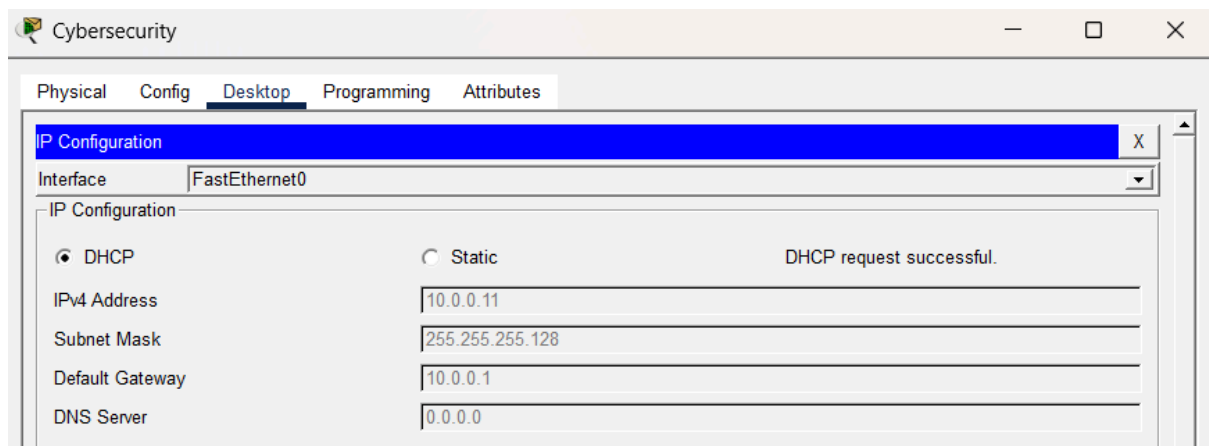 Cybersecurity
Physical Config Desktop Programming Attributes
IP Configuration X
Interface FastEthernet0
IP Configuration
DHCP Static DHCP request successful.
IPv4 Address 10.0.0.11
Subnet Mask 255.255.255.128
Default Gateway 10.0.0.1
DNS Server 0.0.0.0